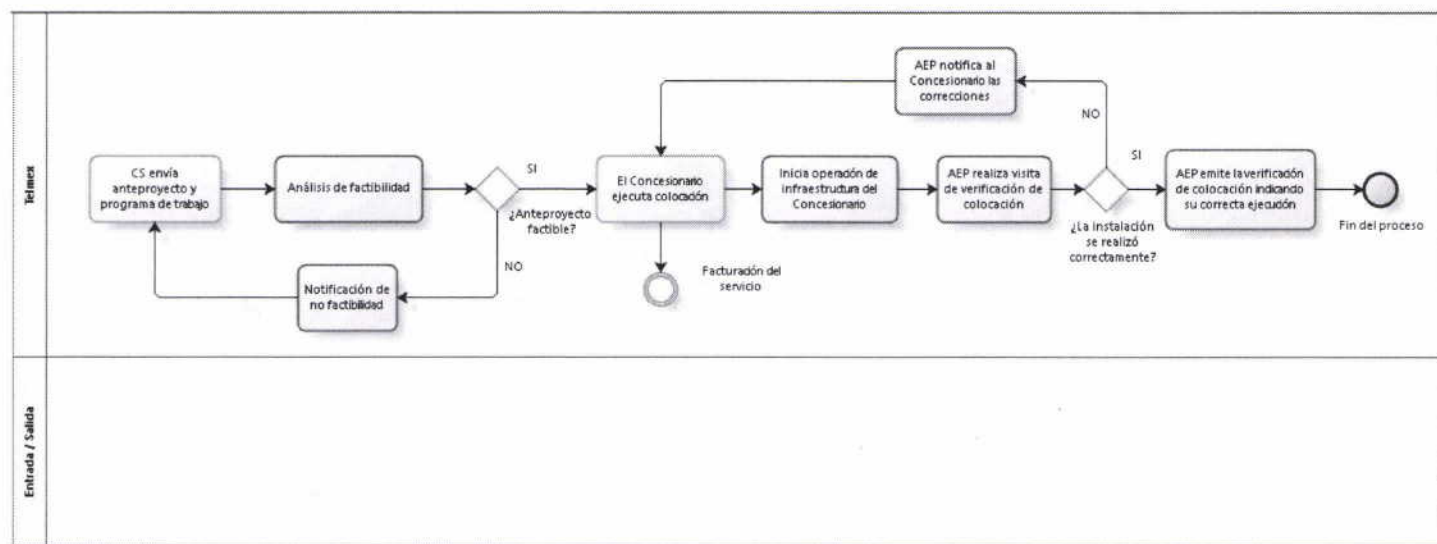 Telmex
AEP notifica al
Concesionario las
correcciones
NO
CS envía
anteproyecto y
programa de trabajo
Análisis de factibilidad
SI
¿Anteproyecto
factible?
NO
Notificación de
no factibilidad
El Concesionario
ejecuta colocación
Facturación del
servicio
Inicia operación de
infraestructura del
Concesionario
AEP realiza visita
de verificación de
colocación
SI
¿La instalación
se realizó
correctamente?
AEP emite laverificación
de colocación indicando
su correcta ejecución
Fin del proceso
Entrada / Salida